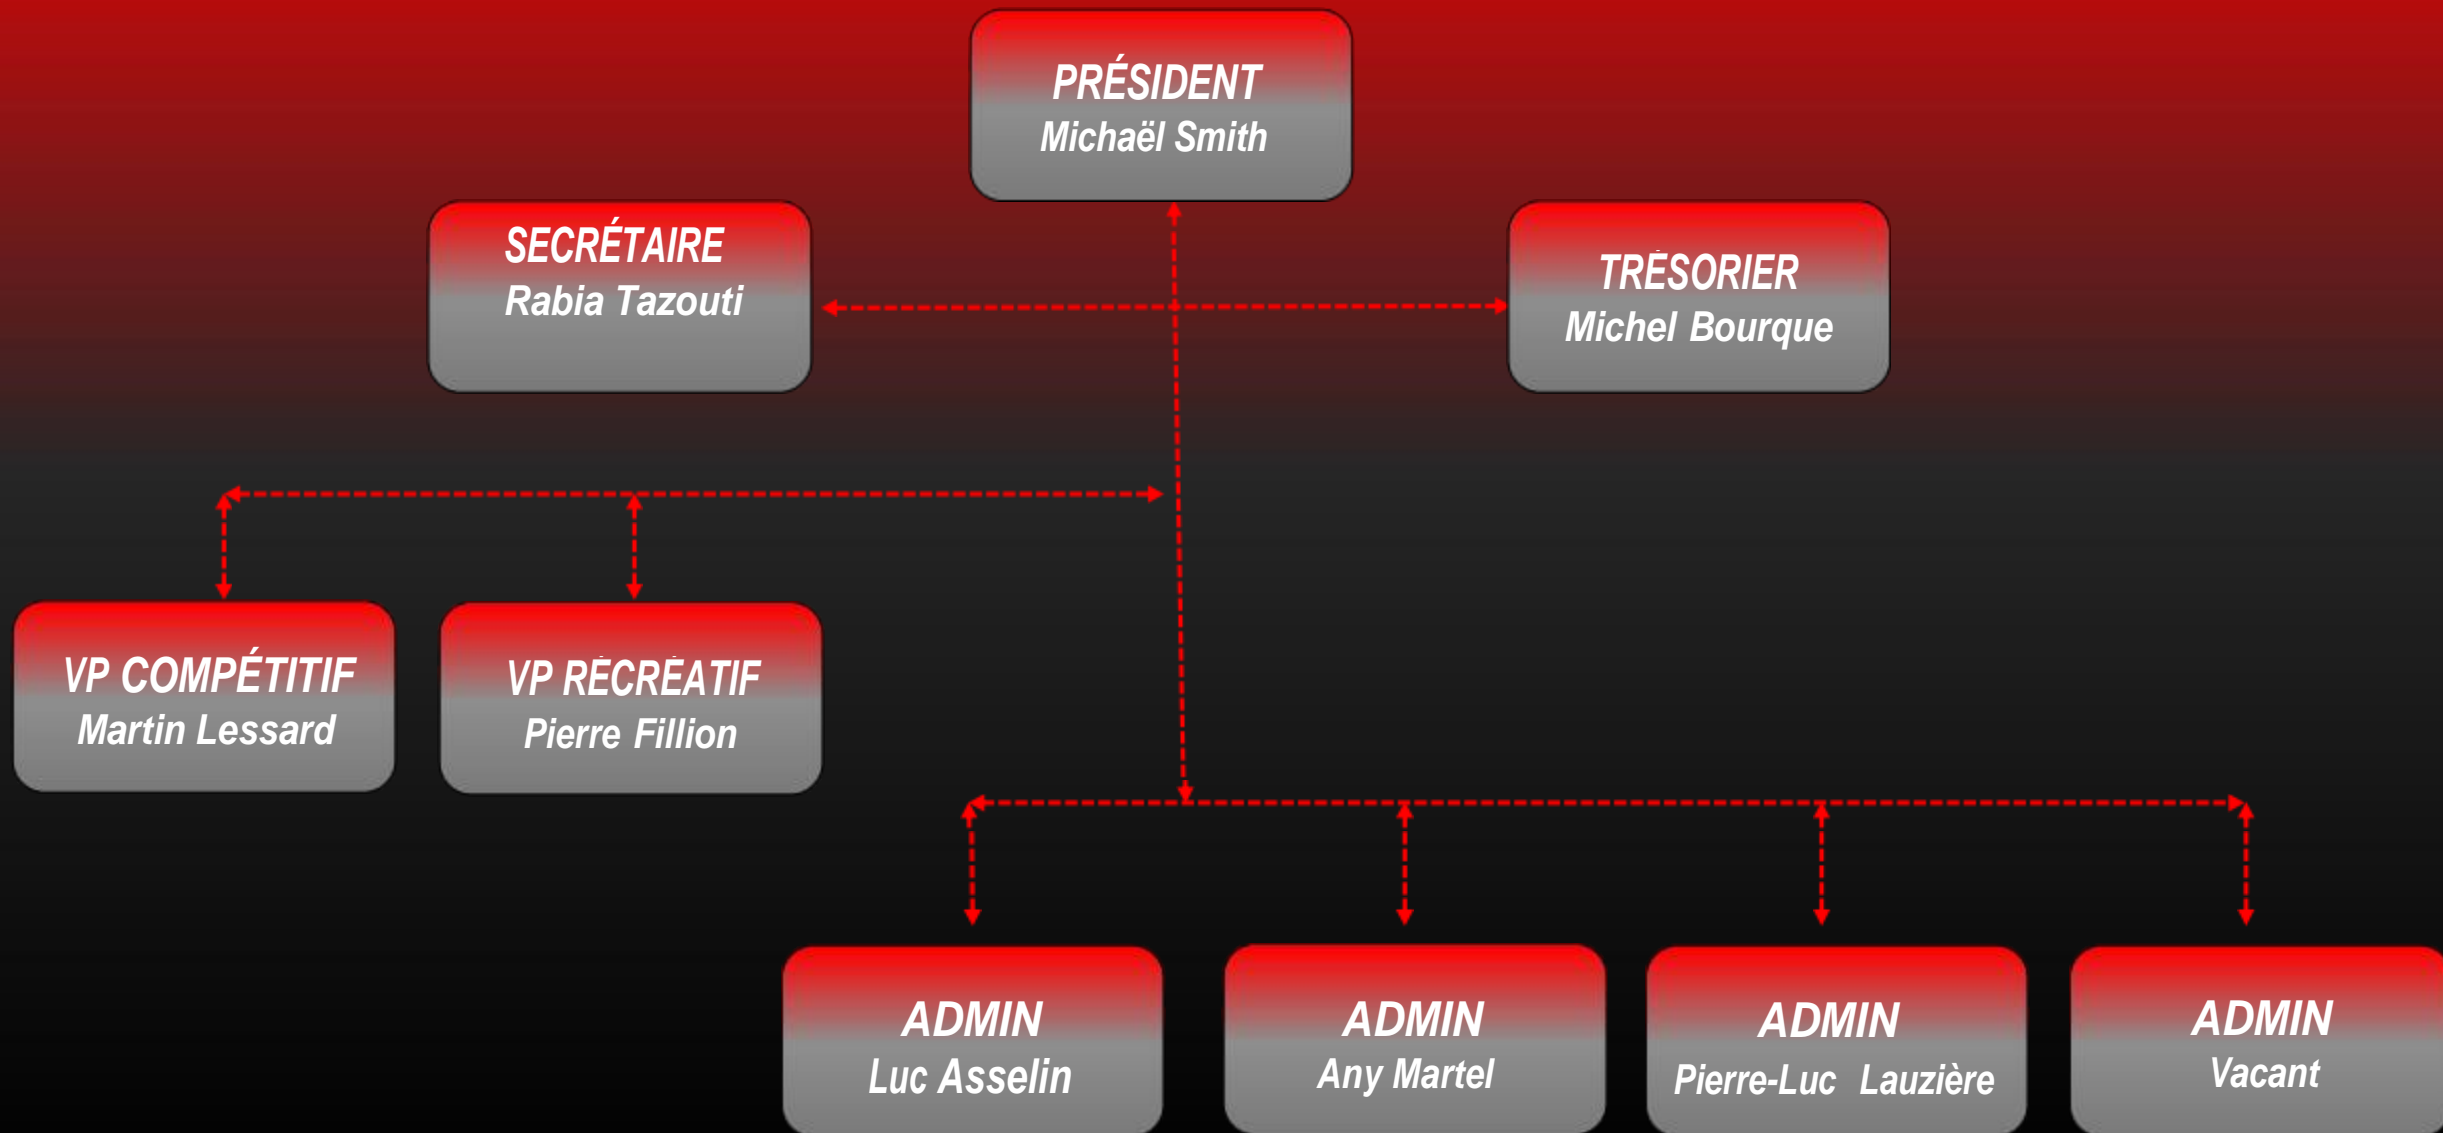 PRÉSIDENT
Michaël Smith
SECRÉTAIRE
Rabia Tazouti
TRÉSORIER
Michel Bourque
VP COMPÉTITIF
Martin Lessard
VP RÉCRÉATIF
Pierre Fillion
ADMIN
Luc Asselin
ADMIN
Any Martel
ADMIN
Pierre-Luc Lauzière
ADMIN
Vacant